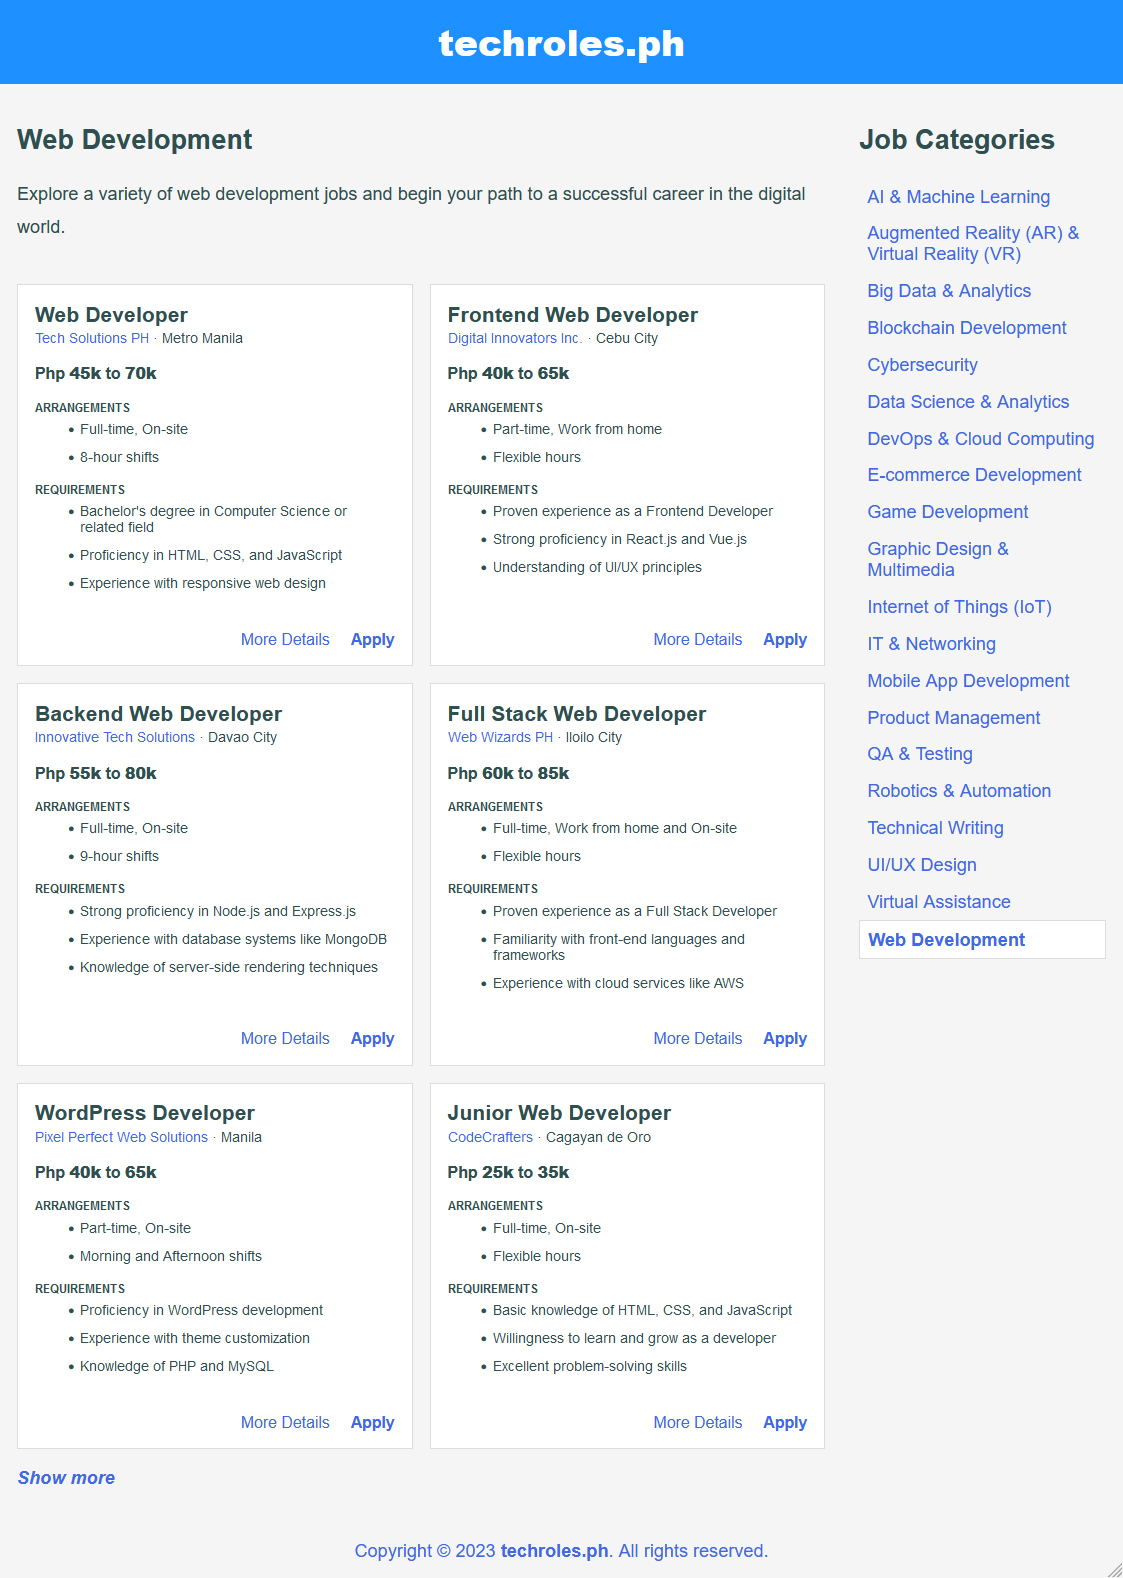 techroles.ph
Web Development
Explore a variety of web development jobs and begin your path to a successful career in the digital
world.
Web Developer
Tech Solutions PH · Metro Manila
Php 45k to 70k
ARRANGEMENTS
• Full-time, On-site
• 8-hour shifts
REQUIREMENTS
• Bachelor's degree in Computer Science or
related field
• Proficiency in HTML, CSS, and JavaScript
• Experience with responsive web design
More Details Apply
Frontend Web Developer
Digital Innovators Inc. · Cebu City
Php 40k to 65k
ARRANGEMENTS
• Part-time, Work from home
• Flexible hours
REQUIREMENTS
• Proven experience as a Frontend Developer
• Strong proficiency in React.js and Vue.js
• Understanding of UI/UX principles
More Details Apply
Backend Web Developer
Innovative Tech Solutions · Davao City
Php 55k to 80k
ARRANGEMENTS
• Full-time, On-site
• 9-hour shifts
REQUIREMENTS
• Strong proficiency in Node.js and Express.js
• Experience with database systems like MongoDB
• Knowledge of server-side rendering techniques
More Details Apply
Full Stack Web Developer
Web Wizards PH · Iloilo City
Php 60k to 85k
ARRANGEMENTS
• Full-time, Work from home and On-site
• Flexible hours
REQUIREMENTS
• Proven experience as a Full Stack Developer
• Familiarity with front-end languages and
frameworks
• Experience with cloud services like AWS
More Details Apply
WordPress Developer
Pixel Perfect Web Solutions · Manila
Php 40k to 65k
ARRANGEMENTS
• Part-time, On-site
• Morning and Afternoon shifts
REQUIREMENTS
• Proficiency in WordPress development
• Experience with theme customization
• Knowledge of PHP and MySQL
More Details Apply
Junior Web Developer
CodeCrafters · Cagayan de Oro
Php 25k to 35k
ARRANGEMENTS
• Full-time, On-site
• Flexible hours
REQUIREMENTS
• Basic knowledge of HTML, CSS, and JavaScript
• Willingness to learn and grow as a developer
• Excellent problem-solving skills
More Details Apply
Show more
Job Categories
AI & Machine Learning
Augmented Reality (AR) &
Virtual Reality (VR)
Big Data & Analytics
Blockchain Development
Cybersecurity
Data Science & Analytics
DevOps & Cloud Computing
E-commerce Development
Game Development
Graphic Design &
Multimedia
Internet of Things (IoT)
IT & Networking
Mobile App Development
Product Management
QA & Testing
Robotics & Automation
Technical Writing
UI/UX Design
Virtual Assistance
Web Development
Copyright © 2023 techroles.ph. All rights reserved.